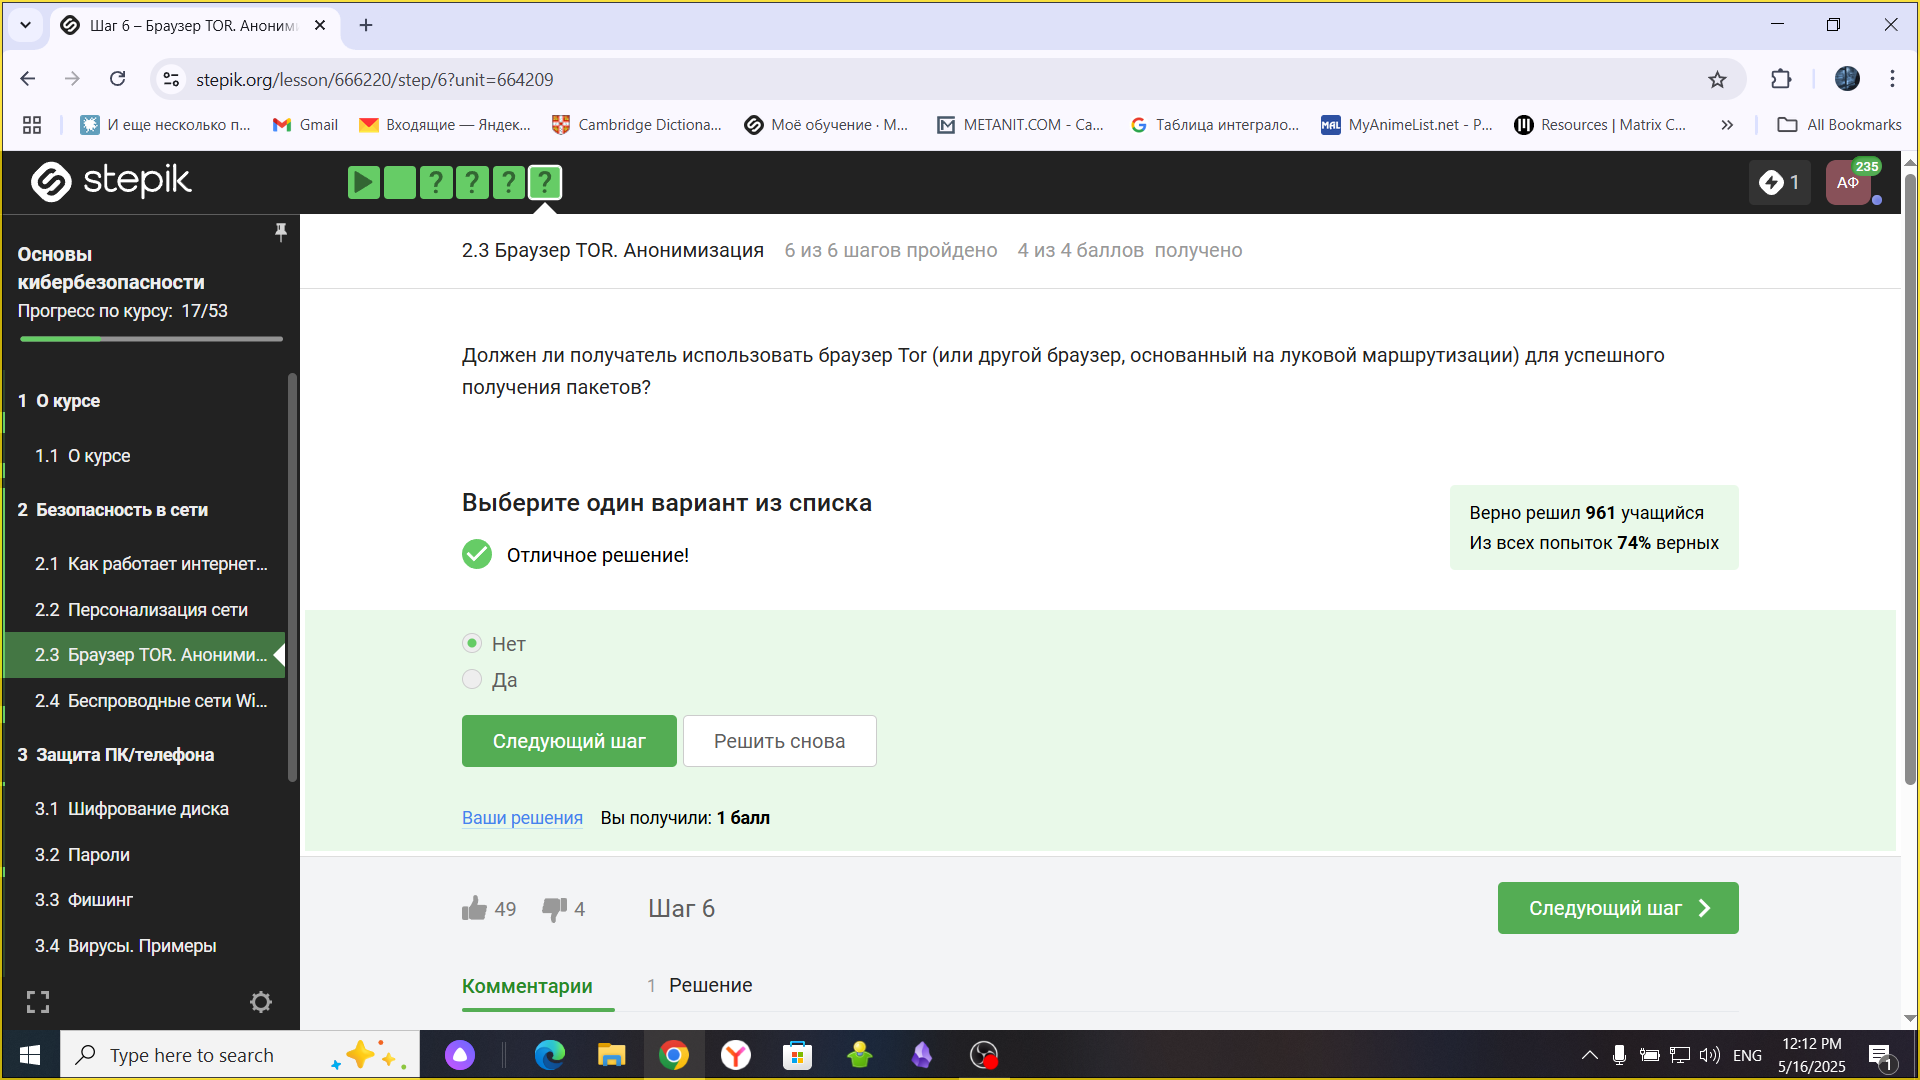 Шаг 6 – Браузер TOR. Аноними
stepik.org/lesson/666220/step/6?unit=664209
И еще несколько п...
Gmail
Входящие — Яндек...
Cambridge Dictiona...
Моё обучение · М...
METANIT.COM - Са...
Таблица интеграло...
MAL
MyAnimeList.net - P...
Resources | Matrix C...
All Bookmarks
stepik
? ? ? ?
1
АФ
235
Основы
кибербезопасности
Прогресс по курсу: 17/53
1 О курсе
1.1 О курсе
2 Безопасность в сети
2.1 Как работает интернет...
2.2 Персонализация сети
2.3 Браузер TOR. Аноними...
2.4 Беспроводные сети Wi...
3 Защита ПК/телефона
3.1 Шифрование диска
3.2 Пароли
3.3 Фишинг
3.4 Вирусы. Примеры
2.3 Браузер TOR. Анонимизация 6 из 6 шагов пройдено 4 из 4 баллов получено
Должен ли получатель использовать браузер Tor (или другой браузер, основанный на луковой маршрутизации) для успешного
получения пакетов?
Выберите один вариант из списка
Отличное решение!
Верно решил 961 учащийся
Из всех попыток 74% верных
Нет
Да
Следующий шаг
Решить снова
Ваши решения Вы получили: 1 балл
49
4
Шаг 6
Следующий шаг
Комментарии
1 Решение
Type here to search
ENG
12:12 PM
5/16/2025
1